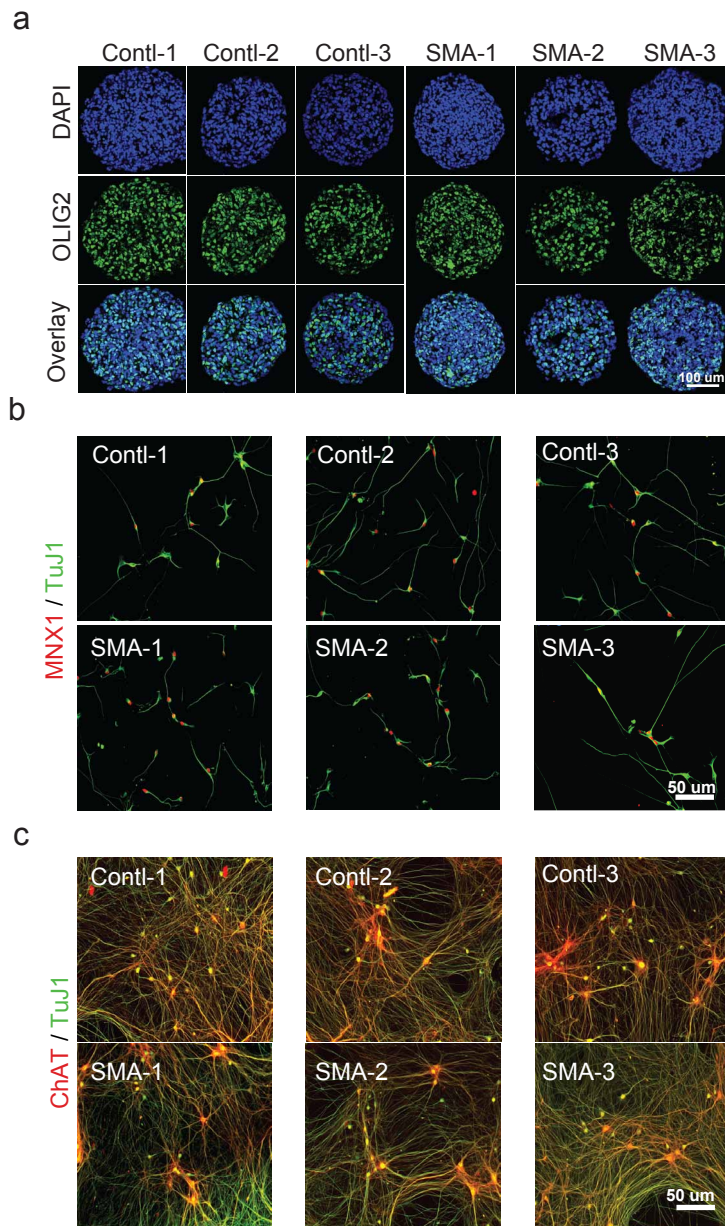 a
Contl-1 Contl-2 Contl-3 SMA-1 SMA-2 SMA-3
DAPI
OLIG2
Overlay
100 um
b
MNX1 / TuJ1
Contl-1 Contl-2 Contl-3
SMA-1 SMA-2 SMA-3
50 um
c
ChAT / TuJ1
Contl-1 Contl-2 Contl-3
SMA-1 SMA-2 SMA-3
50 um